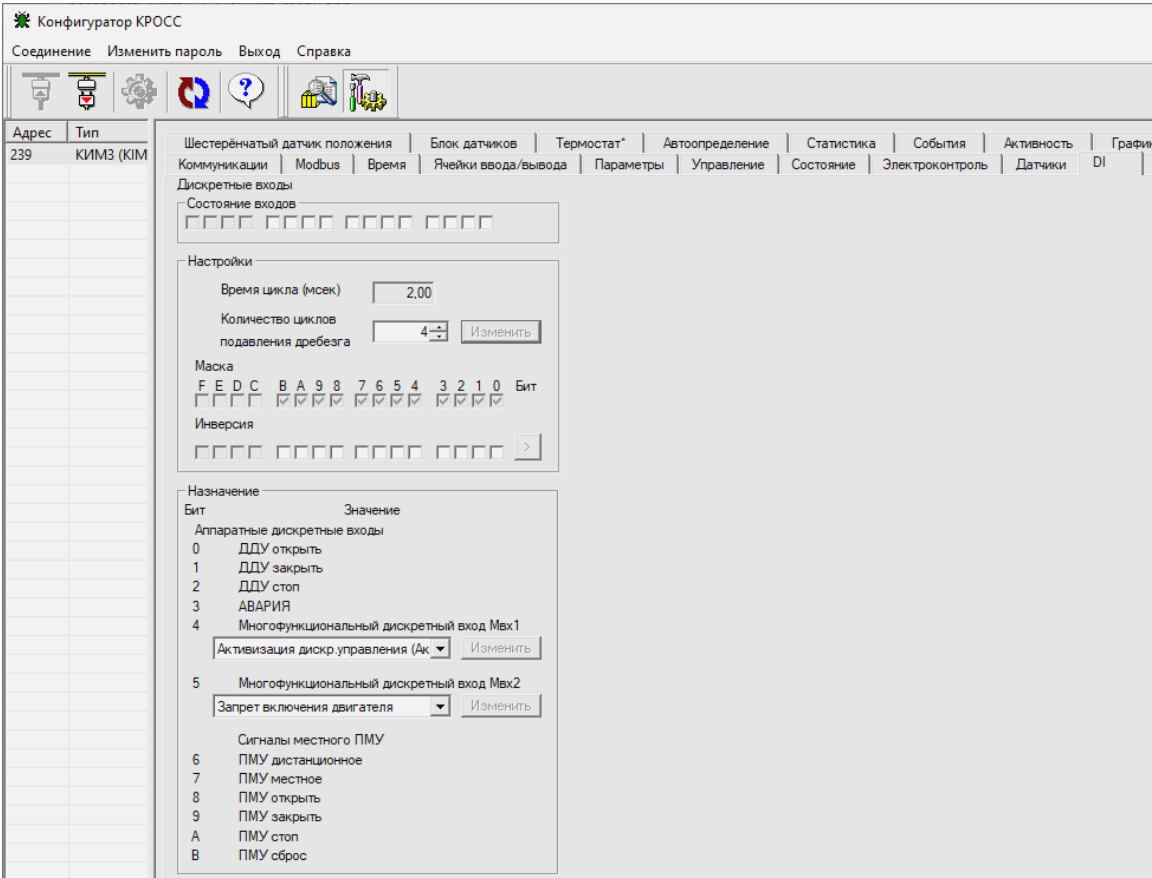 Конфигуратор КРОСС
Соединение Изменить пароль Выход Справка
Адрес Тип
239 КИМ3 (KIM
Шестерёнчатый датчик положения Блок датчиков Термостат* Автоопределение Статистика События Активность График
Коммуникации Modbus Время Ячейки ввода/вывода Параметры Управление Состояние Электроконтроль Датчики DI
Дискретные входы
Состояние входов
Настройки
Время цикла (мсек) 2,00
Количество циклов
подавления дребезга 4 Изменить
Маска
F E D C B A 9 8 7 6 5 4 3 2 1 0 Бит
Инверсия
>
Назначение
Бит Значение
Аппаратные дискретные входы
0 ДДУ открыть
1 ДДУ закрыть
2 ДДУ стоп
3 АВАРИЯ
4 Многофункциональный дискретный вход Мвх1
Активизация дискр.управления (Ак Изменить
5 Многофункциональный дискретный вход Мвх2
Запрет включения двигателя Изменить
Сигналы местного ПМУ
6 ПМУ дистанционное
7 ПМУ местное
8 ПМУ открыть
9 ПМУ закрыть
A ПМУ стоп
B ПМУ сброс